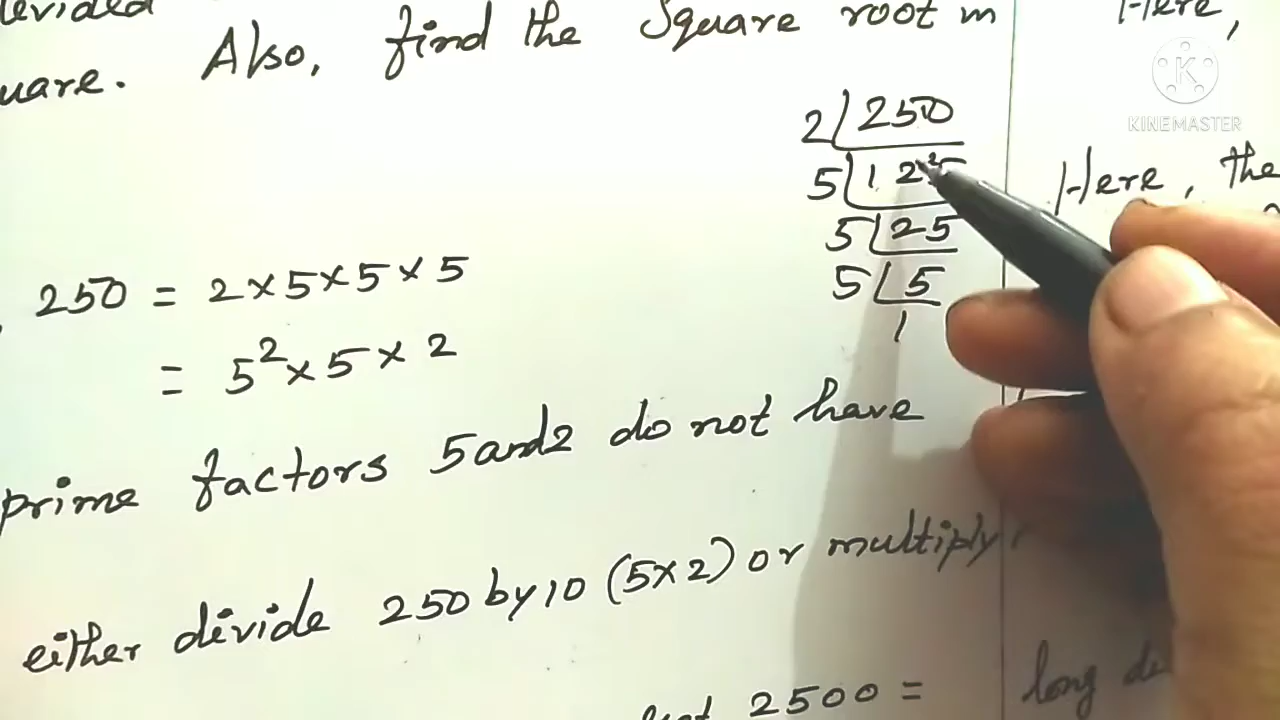 Also, find the square root in
Here,
2 250
5 125
5 25
5 5
1
250 = 2×5×5×5
= 5²×5×2
prime factors 5 and 2 do not have
either divide 250 by 10 (5×2) or multiply
2500 =
Here, the
long
KINEMASTER